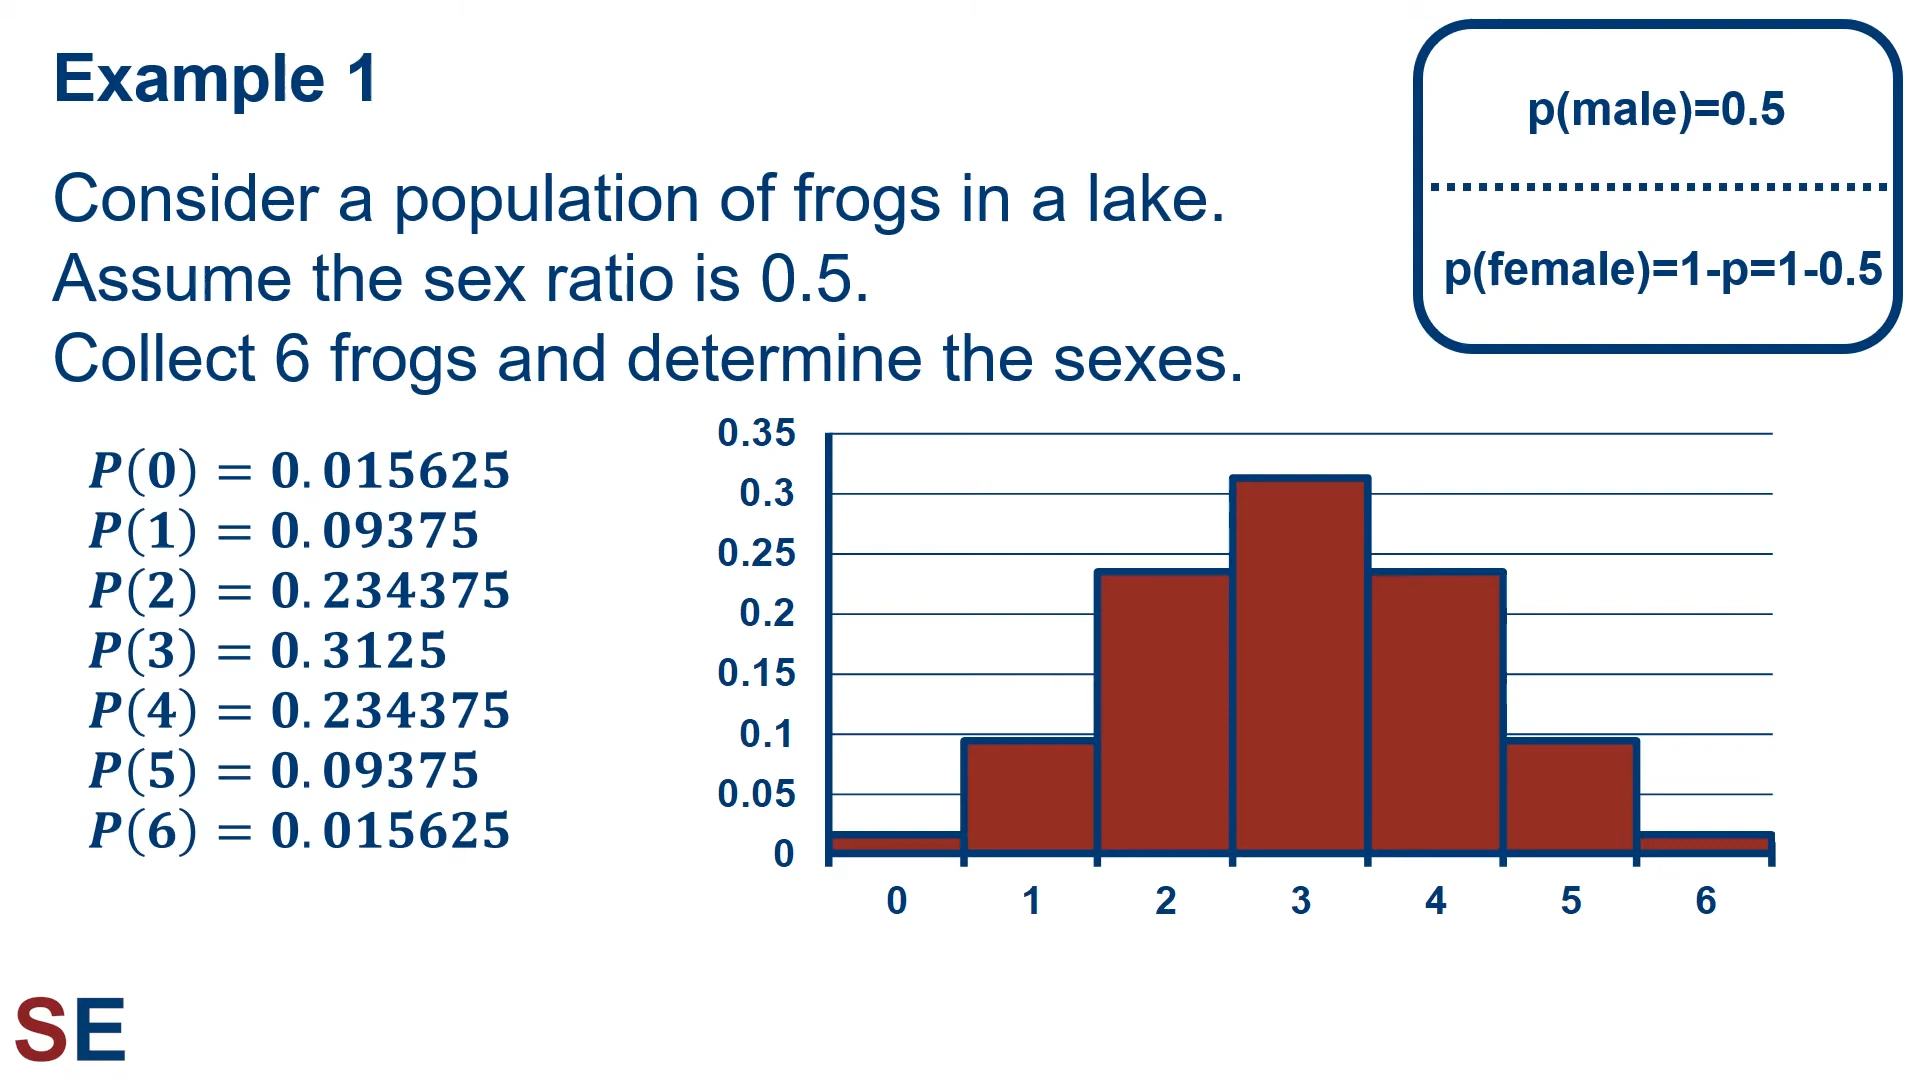 Example 1
p(male)=0.5
p(female)=1-p=1-0.5
Consider a population of frogs in a lake.
Assume the sex ratio is 0.5.
Collect 6 frogs and determine the sexes.
P(0) = 0.015625
P(1) = 0.09375
P(2) = 0.234375
P(3) = 0.3125
P(4) = 0.234375
P(5) = 0.09375
P(6) = 0.015625
0.35
0.3
0.25
0.2
0.15
0.1
0.05
0
0 1 2 3 4 5 6
SE